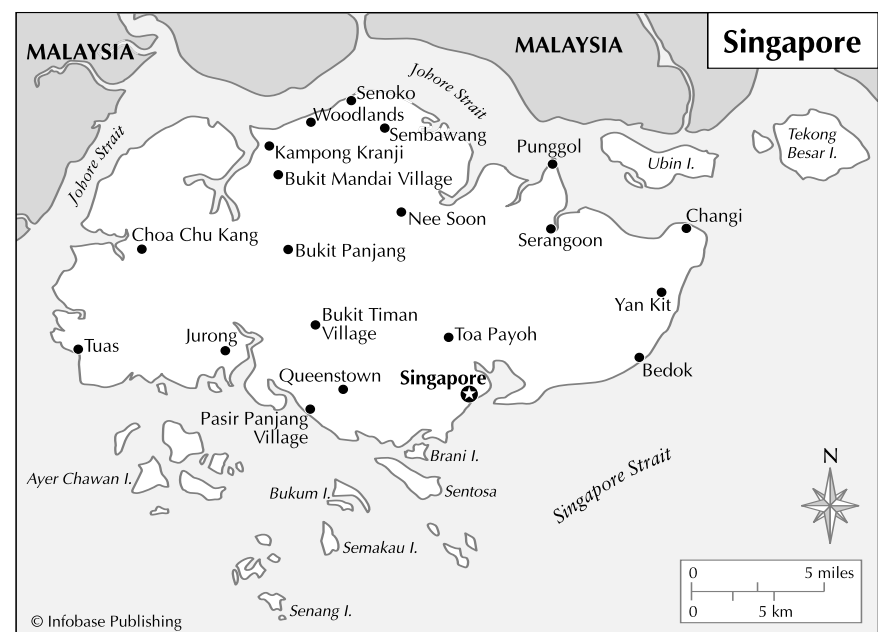 Singapore
MALAYSIA
MALAYSIA
Johore Strait
Johore Strait
Senoko
Woodlands
Sembawang
Kampong Kranji
Punggol
Ubin I.
Tekong
Besar I.
Bukit Mandai Village
Nee Soon
Changi
Choa Chu Kang
Serangoon
Bukit Panjang
Yan Kit
Bukit Timan
Village
Toa Payoh
Tuas
Jurong
Bedok
Queenstown
Singapore
Pasir Panjang
Village
Brani I.
Ayer Chawan I.
Bukum I.
Sentosa
Singapore Strait
N
Semakau I.
Senang I.
0 5 miles
0 5 km
© Infobase Publishing